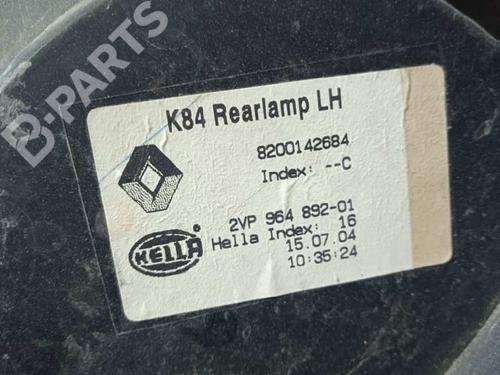 B-PARTS
K84 Rearlamp LH
8200142684
Index: --C
2VP 964 892-01
Hella Index: 16
15.07.04
10:35:24
HELLA
B-PARTS